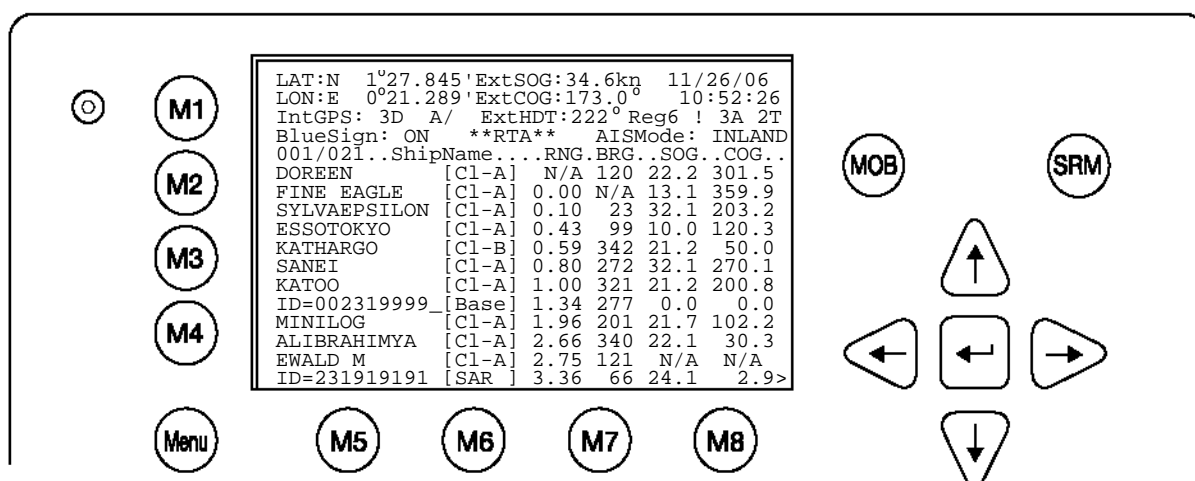 LAT:N 1°27.845'ExtSOG:34.6kn 11/26/06
LON:E 0°21.289'ExtCOG:173.0° 10:52:26
IntGPS: 3D A/ ExtHDT:222° Reg6 ! 3A 2T
BlueSign: ON **RTA** AISMode: INLAND
001/021..ShipName....RNG.BRG..SOG..COG..
DOREEN [Cl-A] N/A 120 22.2 301.5
FINE EAGLE [Cl-A] 0.00 N/A 13.1 359.9
SYLVAEPSILON [Cl-A] 0.10 23 32.1 203.2
ESSOTOKYO [Cl-A] 0.43 99 10.0 120.3
KATHARGO [Cl-B] 0.59 342 21.2 50.0
SANEI [Cl-A] 0.80 272 32.1 270.1
KATOO [Cl-A] 1.00 321 21.2 200.8
ID=002319999_[Base] 1.34 277 0.0 0.0
MINILOG [Cl-A] 1.96 201 21.7 102.2
ALIBRAHIMYA [Cl-A] 2.66 340 22.1 30.3
EWALD M [Cl-A] 2.75 121 N/A N/A
ID=231919191 [SAR ] 3.36 66 24.1 2.9>
M1
M2
M3
M4
Menu
M5
M6
M7
M8
MOB
SRM